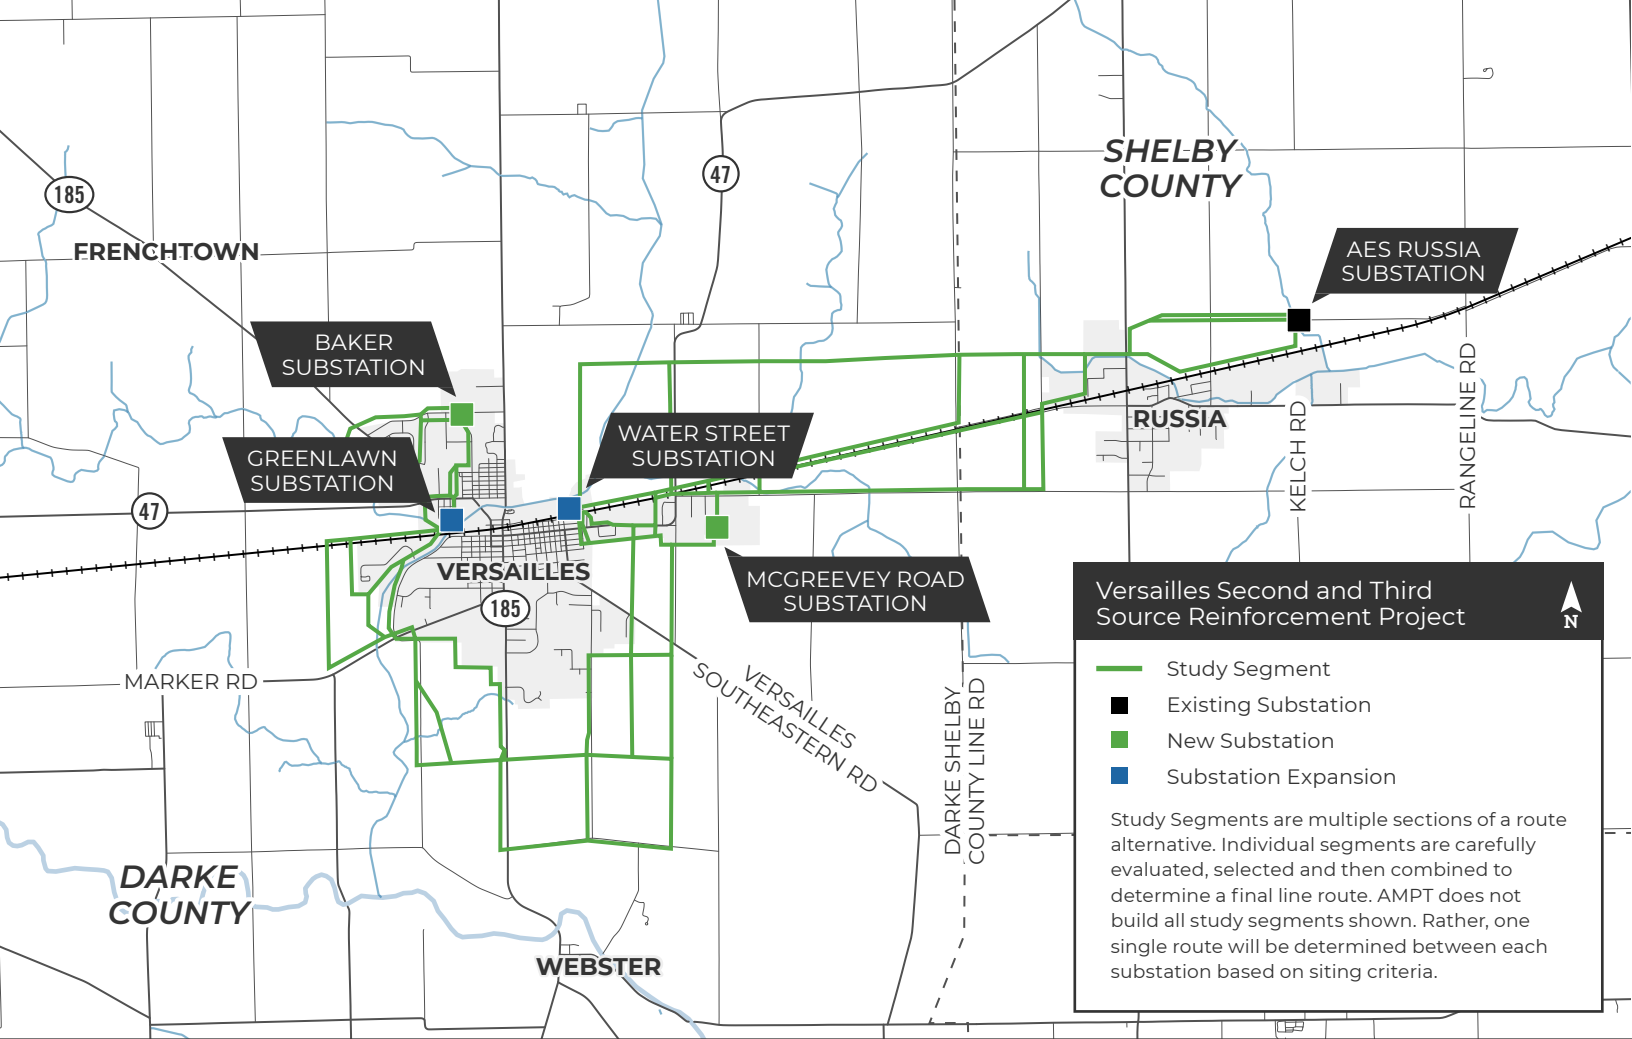 SHELBY
COUNTY
47
185
FRENCHTOWN
AES RUSSIA
SUBSTATION
BAKER
SUBSTATION
WATER STREET
SUBSTATION
RUSSIA
GREENLAWN
SUBSTATION
KELCH RD
RANGELINE RD
47
VERSAILLES
185
MCGREEVEY ROAD
SUBSTATION
MARKER RD
VERSAILLES
SOUTHEASTERN RD
DARKE SHELBY
COUNTY LINE RD
DARKE
COUNTY
WEBSTER
Versailles Second and Third
Source Reinforcement Project
N
Study Segment
Existing Substation
New Substation
Substation Expansion
Study Segments are multiple sections of a route
alternative. Individual segments are carefully
evaluated, selected and then combined to
determine a final line route. AMPT does not
build all study segments shown. Rather, one
single route will be determined between each
substation based on siting criteria.